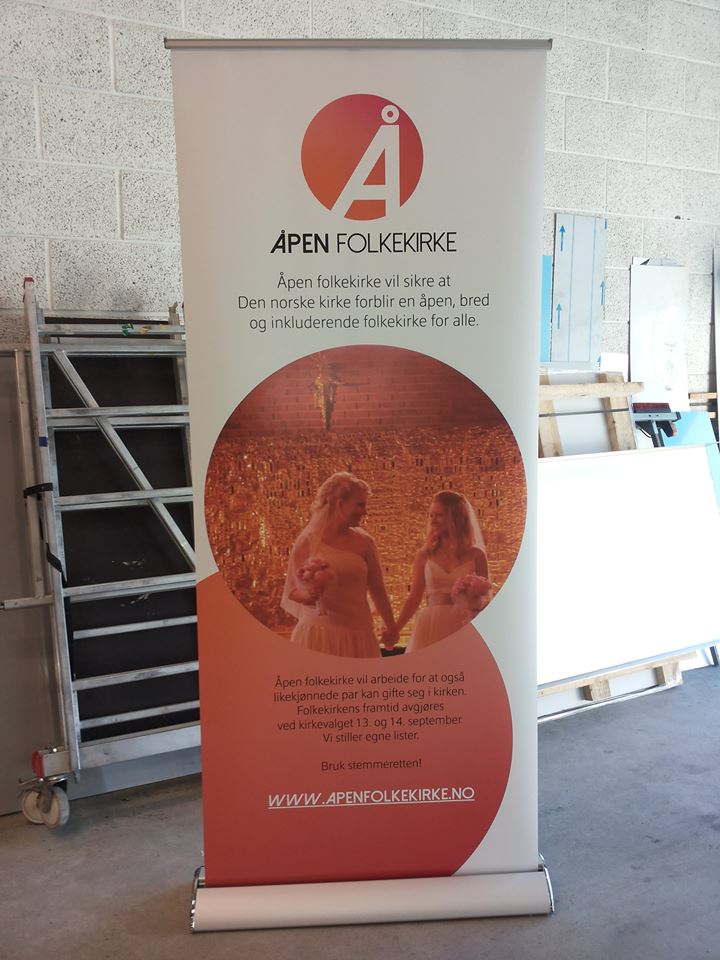 Å
ÅPEN FOLKEKIRKE
Åpen folkekirke vil sikre at
Den norske kirke forblir en åpen, bred
og inkluderende folkekirke for alle.
Åpen folkekirke vil arbeide for at også
likekjønnede par kan gifte seg i kirken.
Folkekirkens framtid avgjøres
ved kirkevalget 13. og 14. september.
Vi stiller egne lister.
Bruk stemmeretten!
WWW.APENFOLKEKIRKE.NO